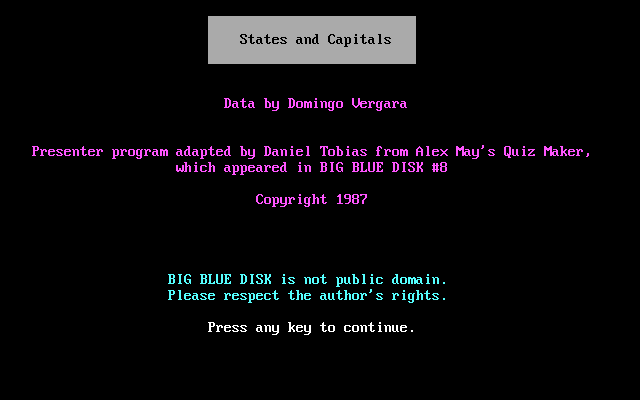 States and Capitals
Data by Domingo Vergara
Presenter program adapted by Daniel Tobias from Alex May's Quiz Maker,
which appeared in BIG BLUE DISK #8
Copyright 1987
BIG BLUE DISK is not public domain.
Please respect the author's rights.
Press any key to continue.